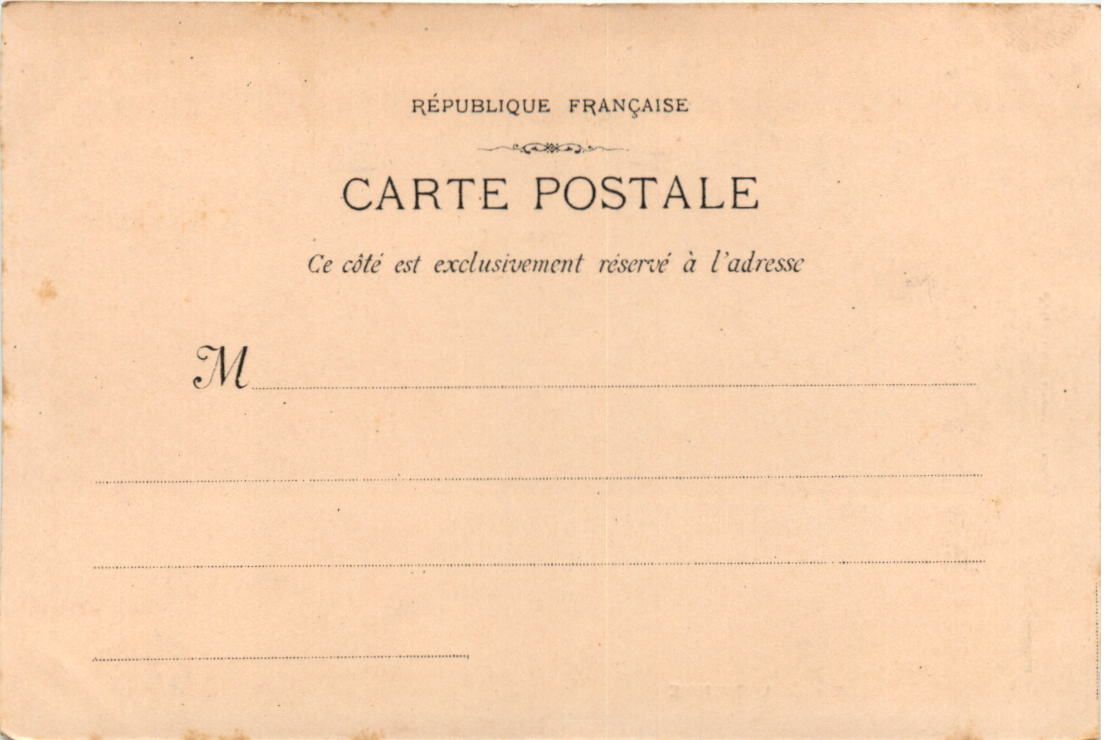 RÉPUBLIQUE FRANÇAISE
CARTE POSTALE
Ce côté est exclusivement réservé à l'adresse
M